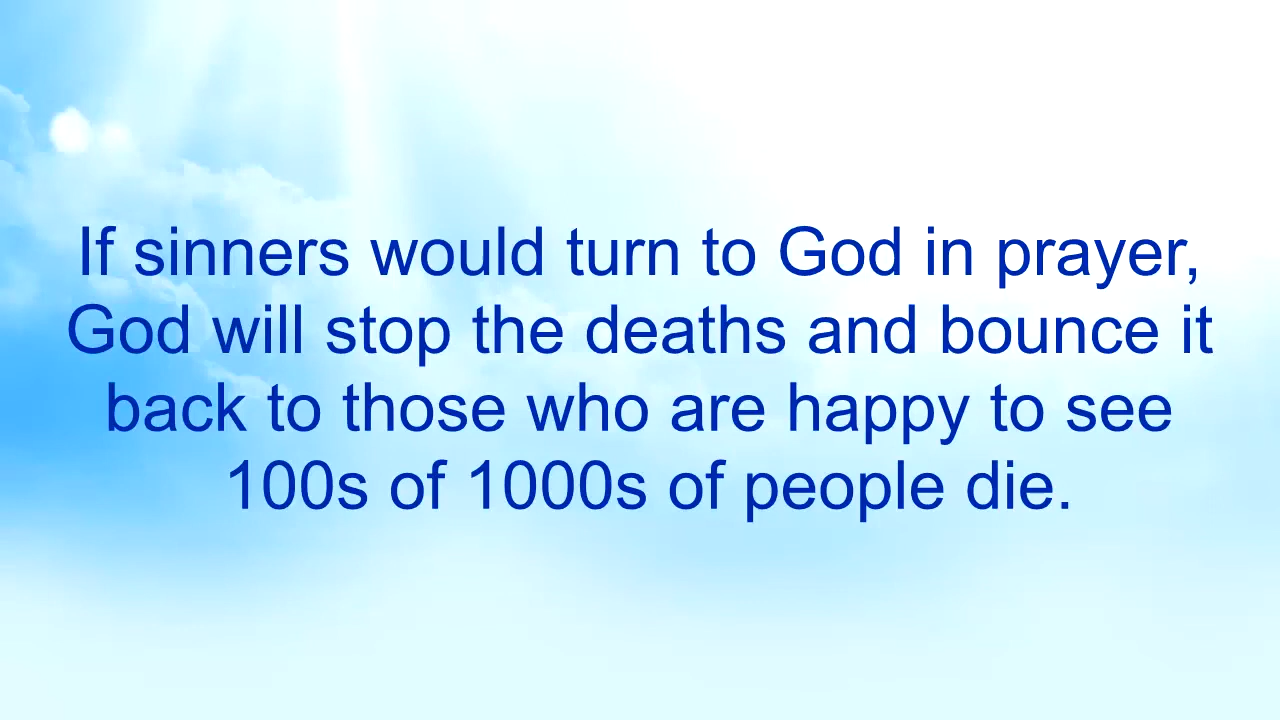 If sinners would turn to God in prayer,
God will stop the deaths and bounce it
back to those who are happy to see
100s of 1000s of people die.